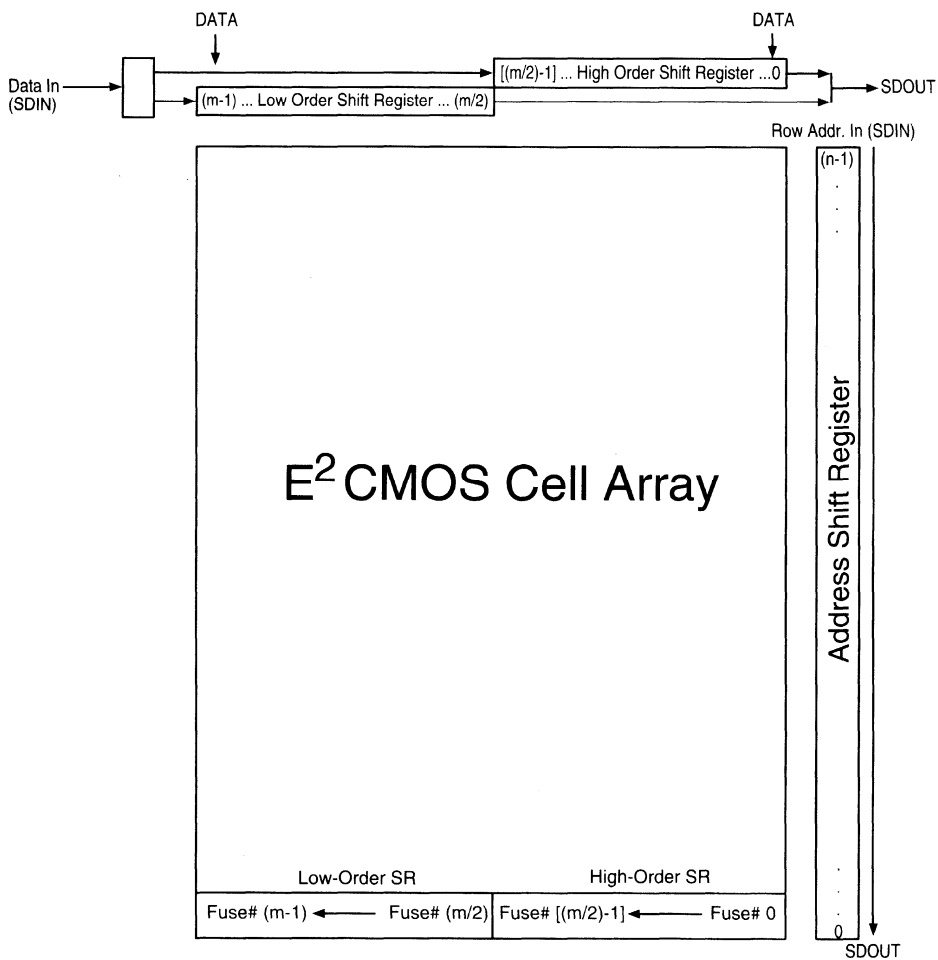 DATA
DATA
Data In
(SDIN)
[(m/2)-1] ... High Order Shift Register ...0
SDOUT
(m-1) ... Low Order Shift Register ... (m/2)
Row Addr. In (SDIN)
(n-1)
.
.
.
E2 CMOS Cell Array
Address Shift Register
Low-Order SR
High-Order SR
Fuse# (m-1)
Fuse# (m/2)
Fuse# [(m/2)-1]
Fuse# 0
.
.
.
0
SDOUT